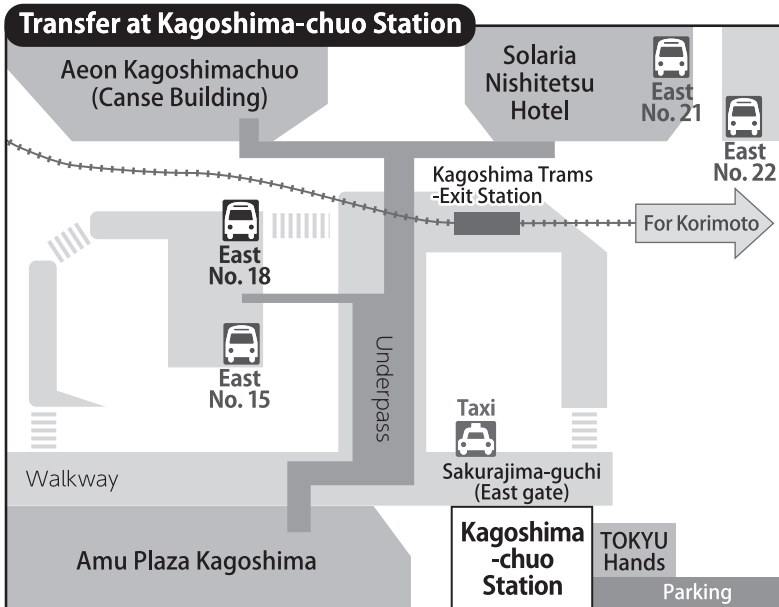 Transfer at Kagoshima-chuo Station
Aeon Kagoshimachuo
(Canse Building)
Solaria
Nishitetsu
Hotel
East
No. 21
East
No. 22
Kagoshima Trams
-Exit Station
For Korimoto
East
No. 18
East
No. 15
Underpass
Taxi
Walkway
Sakurajima-guchi
(East gate)
Amu Plaza Kagoshima
Kagoshima
-chuo
Station
TOKYU
Hands
Parking